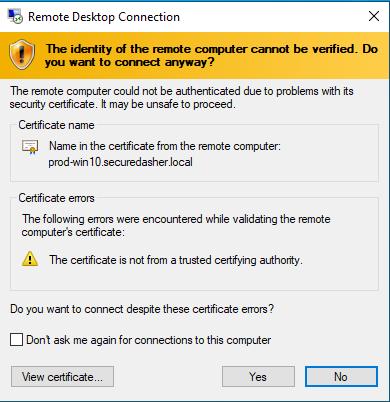 Remote Desktop Connection
The identity of the remote computer cannot be verified. Do
you want to connect anyway?
The remote computer could not be authenticated due to problems with its
security certificate. It may be unsafe to proceed.
Certificate name
Name in the certificate from the remote computer:
prod-win10.securedasher.local
Certificate errors
The following errors were encountered while validating the remote
computer's certificate:
The certificate is not from a trusted certifying authority.
Do you want to connect despite these certificate errors?
Don't ask me again for connections to this computer
View certificate...
Yes
No